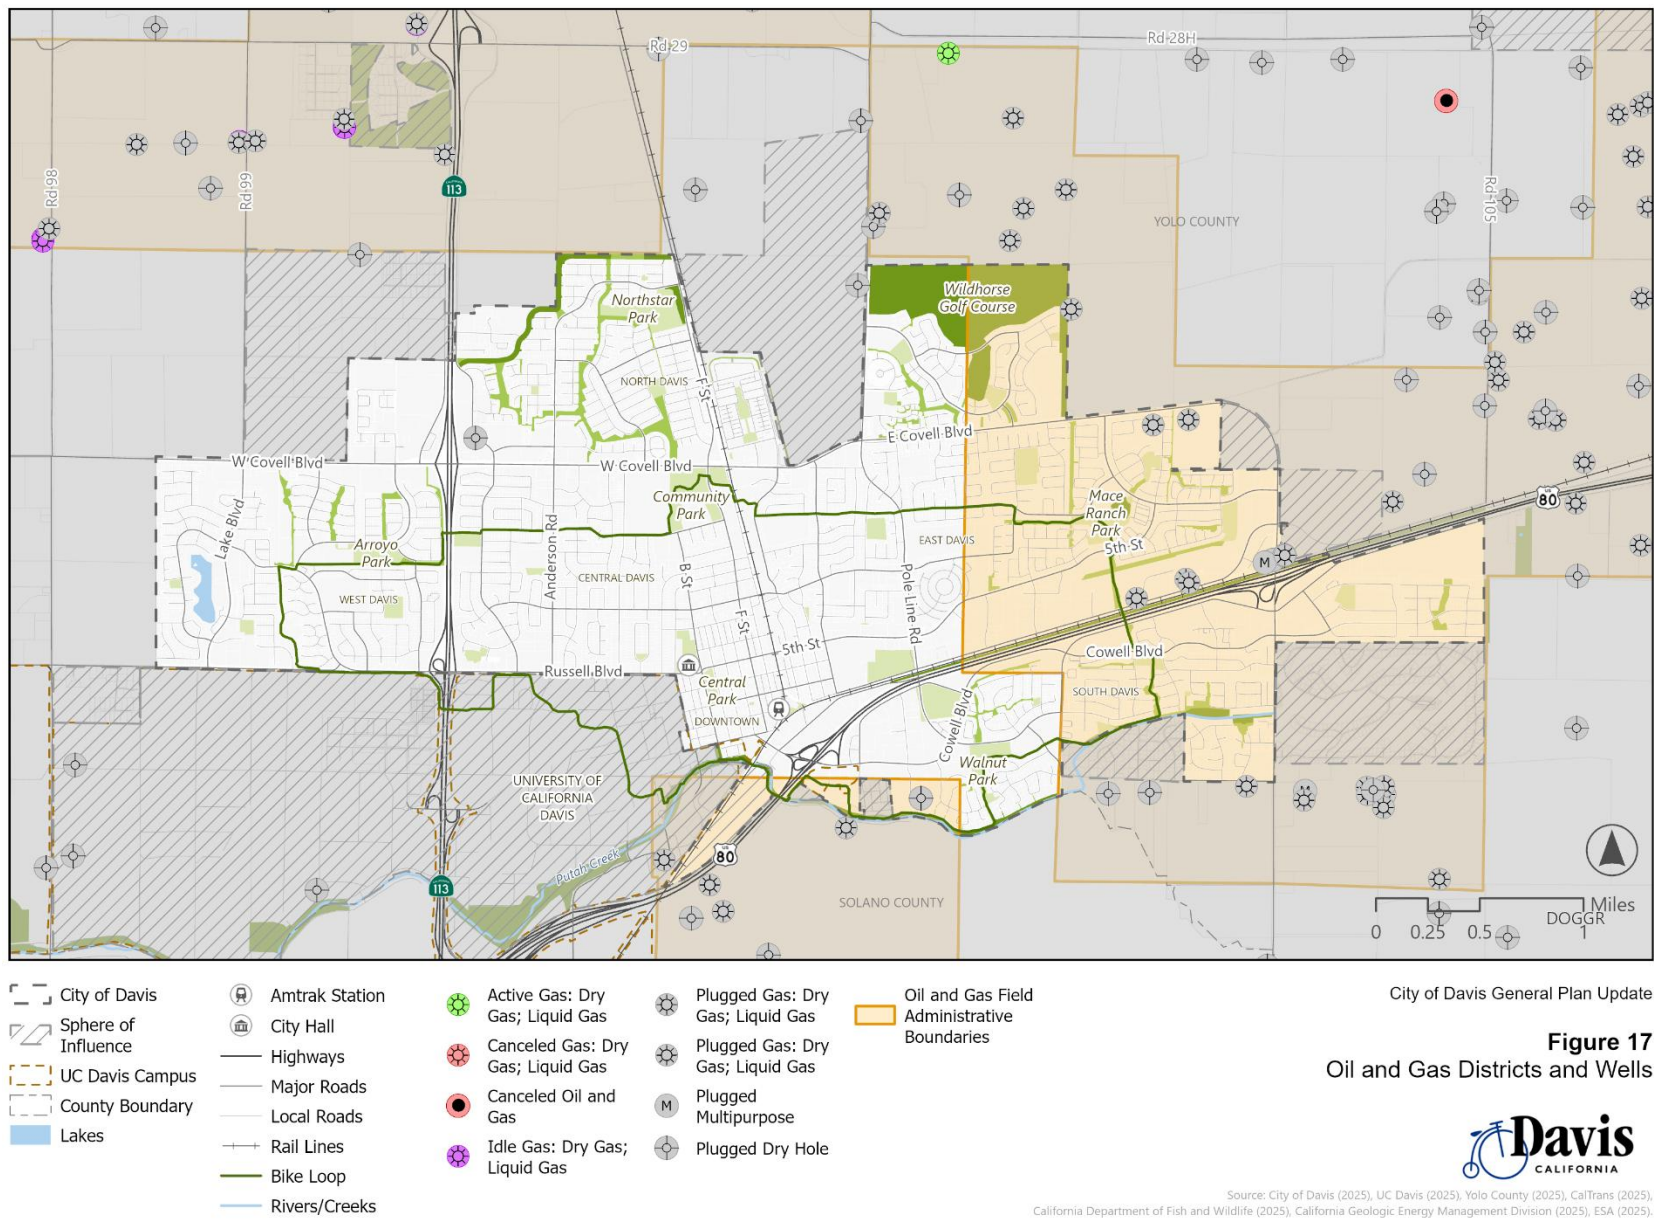 Rd 29
Rd 28H
Rd 98
Rd 99
113
Rd 105
YOLO COUNTY
Wildhorse
Golf Course
Northstar
Park
NORTH DAVIS
F St
E Covell Blvd
W Covell Blvd
W Covell Blvd
Community
Park
Mace
Ranch
Park
80
Lake Blvd
Arroyo
Park
Anderson Rd
EAST DAVIS
5th St
M
CENTRAL DAVIS
B St
WEST DAVIS
F St
Pole Line Rd
5th St
Cowell Blvd
Russell Blvd
Central
Park
SOUTH DAVIS
DOWNTOWN
Cowell Blvd
Walnut
Park
UNIVERSITY OF
CALIFORNIA
DAVIS
80
Putah Creek
113
SOLANO COUNTY
Miles
DOGGR
0 0.25 0.5 1
City of Davis
Sphere of
Influence
UC Davis Campus
County Boundary
Lakes
Amtrak Station
City Hall
Highways
Major Roads
Local Roads
Rail Lines
Bike Loop
Rivers/Creeks
Active Gas: Dry
Gas; Liquid Gas
Canceled Gas: Dry
Gas; Liquid Gas
Canceled Oil and
Gas
Idle Gas: Dry Gas;
Liquid Gas
Plugged Gas: Dry
Gas; Liquid Gas
Plugged Gas: Dry
Gas; Liquid Gas
M
Plugged
Multipurpose
Plugged Dry Hole
Oil and Gas Field
Administrative
Boundaries
City of Davis General Plan Update
Figure 17
Oil and Gas Districts and Wells
Davis
CALIFORNIA
Source: City of Davis (2025), UC Davis (2025), Yolo County (2025), CalTrans (2025),
California Department of Fish and Wildlife (2025), California Geologic Energy Management Division (2025), ESA (2025).